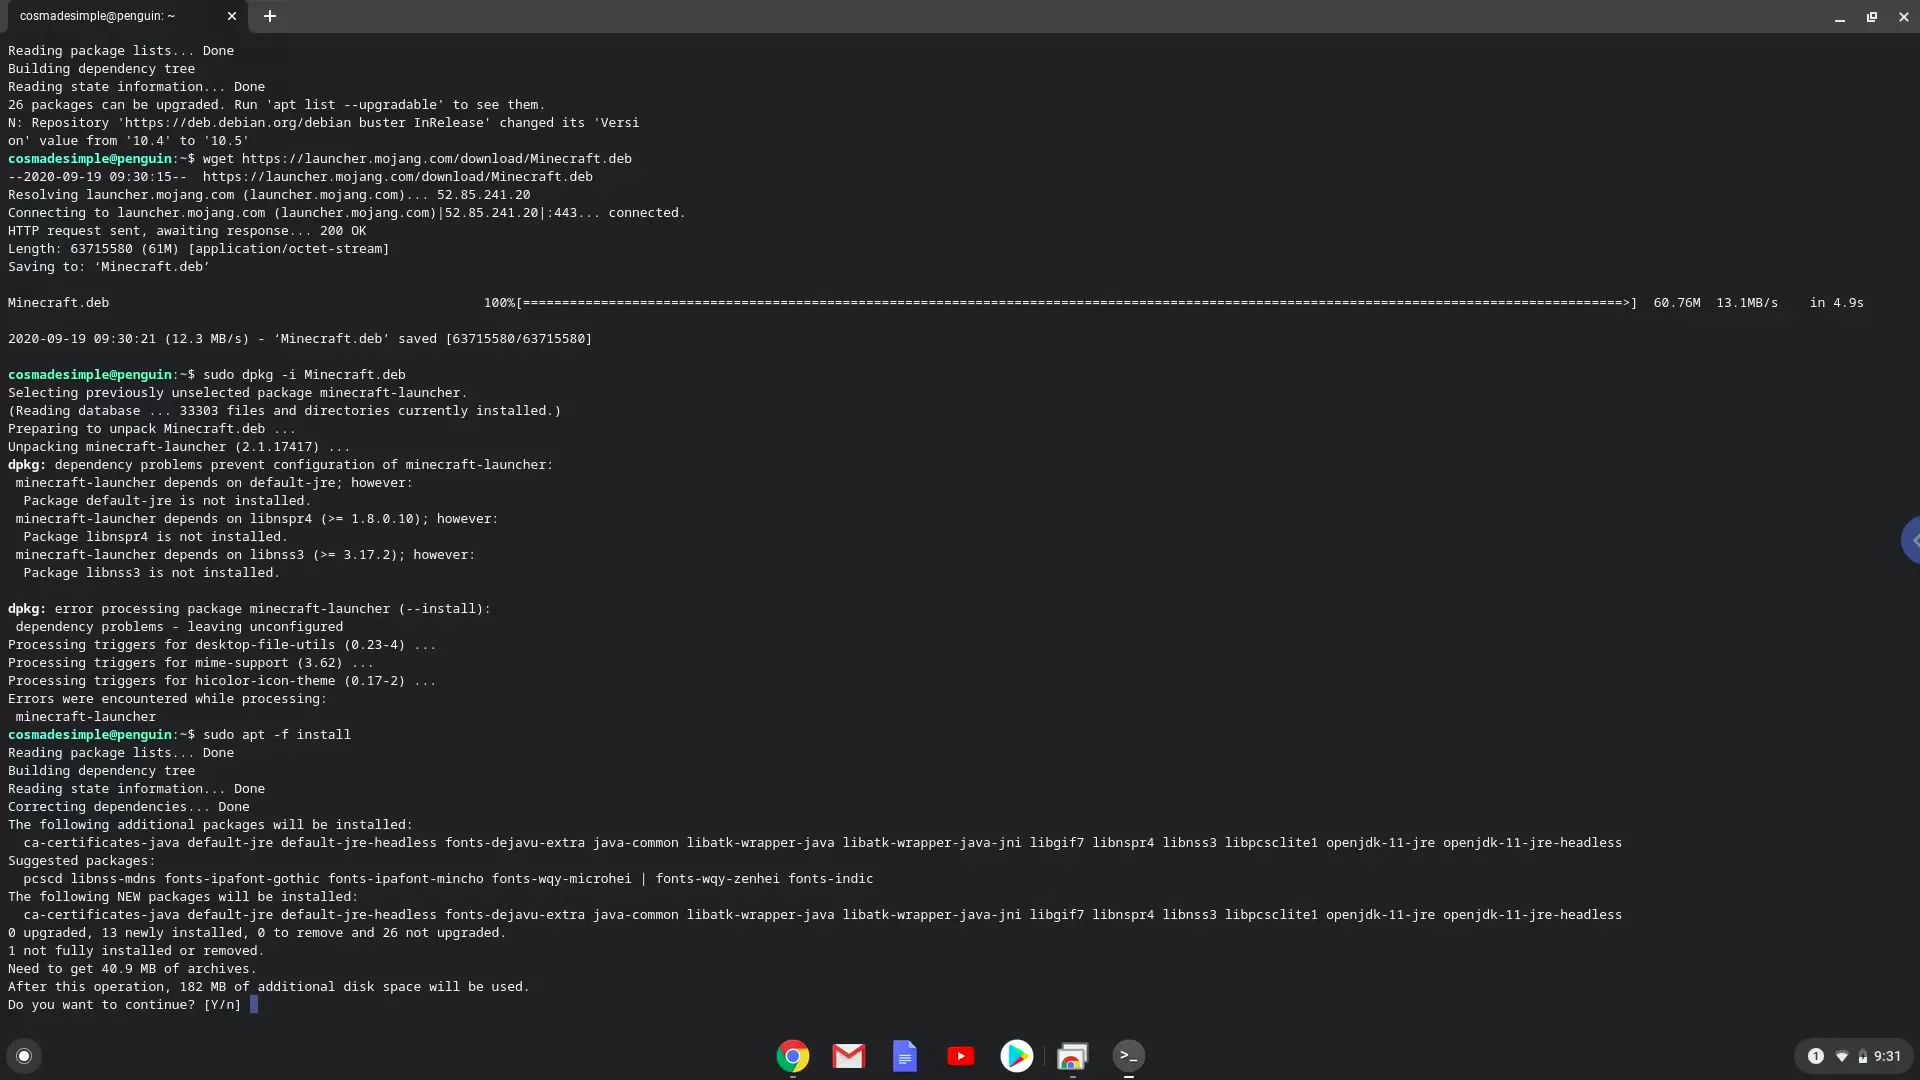 cosmadesimple@penguin: ~
Reading package lists... Done
Building dependency tree
Reading state information... Done
26 packages can be upgraded. Run 'apt list --upgradable' to see them.
N: Repository 'https://deb.debian.org/debian buster InRelease' changed its 'Versi
on' value from '10.4' to '10.5'
cosmadesimple@penguin:~$ wget https://launcher.mojang.com/download/Minecraft.deb
--2020-09-19 09:30:15--  https://launcher.mojang.com/download/Minecraft.deb
Resolving launcher.mojang.com (launcher.mojang.com)... 52.85.241.20
Connecting to launcher.mojang.com (launcher.mojang.com)|52.85.241.20|:443... connected.
HTTP request sent, awaiting response... 200 OK
Length: 63715580 (61M) [application/octet-stream]
Saving to: ‘Minecraft.deb’
Minecraft.deb 100%[=============================================================================================================================================>] 60.76M 13.1MB/s in 4.9s
2020-09-19 09:30:21 (12.3 MB/s) - ‘Minecraft.deb’ saved [63715580/63715580]
cosmadesimple@penguin:~$ sudo dpkg -i Minecraft.deb
Selecting previously unselected package minecraft-launcher.
(Reading database ... 33303 files and directories currently installed.)
Preparing to unpack Minecraft.deb ...
Unpacking minecraft-launcher (2.1.17417) ...
dpkg: dependency problems prevent configuration of minecraft-launcher:
minecraft-launcher depends on default-jre; however:
Package default-jre is not installed.
minecraft-launcher depends on libnspr4 (>= 1.8.0.10); however:
Package libnspr4 is not installed.
minecraft-launcher depends on libnss3 (>= 3.17.2); however:
Package libnss3 is not installed.
dpkg: error processing package minecraft-launcher (--install):
dependency problems - leaving unconfigured
Processing triggers for desktop-file-utils (0.23-4) ...
Processing triggers for mime-support (3.62) ...
Processing triggers for hicolor-icon-theme (0.17-2) ...
Errors were encountered while processing:
minecraft-launcher
cosmadesimple@penguin:~$ sudo apt -f install
Reading package lists... Done
Building dependency tree
Reading state information... Done
Correcting dependencies... Done
The following additional packages will be installed:
ca-certificates-java default-jre default-jre-headless fonts-dejavu-extra java-common libatk-wrapper-java libatk-wrapper-java-jni libgif7 libnspr4 libnss3 libpcsclite1 openjdk-11-jre openjdk-11-jre-headless
Suggested packages:
pcscd libnss-mdns fonts-ipafont-gothic fonts-ipafont-mincho fonts-wqy-microhei | fonts-wqy-zenhei fonts-indic
The following NEW packages will be installed:
ca-certificates-java default-jre default-jre-headless fonts-dejavu-extra java-common libatk-wrapper-java libatk-wrapper-java-jni libgif7 libnspr4 libnss3 libpcsclite1 openjdk-11-jre openjdk-11-jre-headless
0 upgraded, 13 newly installed, 0 to remove and 26 not upgraded.
1 not fully installed or removed.
Need to get 40.9 MB of archives.
After this operation, 182 MB of additional disk space will be used.
Do you want to continue? [Y/n]
1 9:31